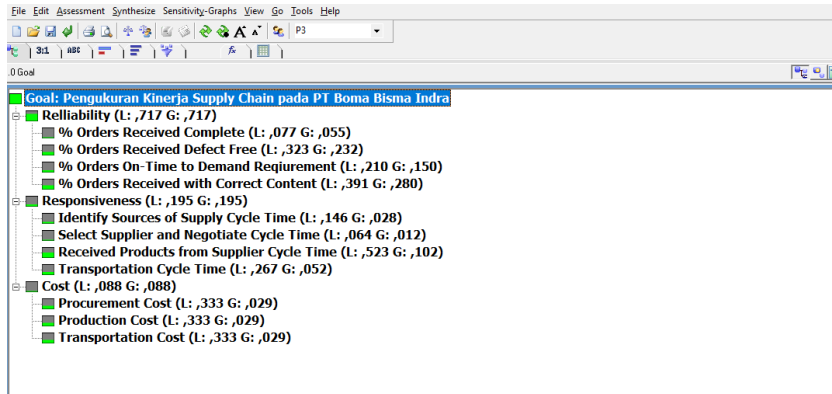 File Edit Assessment Synthesize Sensitivity-Graphs View Go Tools Help
A A P3
3:1 ABC fx
.0 Goal
Goal: Pengukuran Kinerja Supply Chain pada PT Boma Bisma Indra
Relliability (L: ,717 G: ,717)
% Orders Received Complete (L: ,077 G: ,055)
% Orders Received Defect Free (L: ,323 G: ,232)
% Orders On-Time to Demand Reqiurement (L: ,210 G: ,150)
% Orders Received with Correct Content (L: ,391 G: ,280)
Responsiveness (L: ,195 G: ,195)
Identify Sources of Supply Cycle Time (L: ,146 G: ,028)
Select Supplier and Negotiate Cycle Time (L: ,064 G: ,012)
Received Products from Supplier Cycle Time (L: ,523 G: ,102)
Transportation Cycle Time (L: ,267 G: ,052)
Cost (L: ,088 G: ,088)
Procurement Cost (L: ,333 G: ,029)
Production Cost (L: ,333 G: ,029)
Transportation Cost (L: ,333 G: ,029)